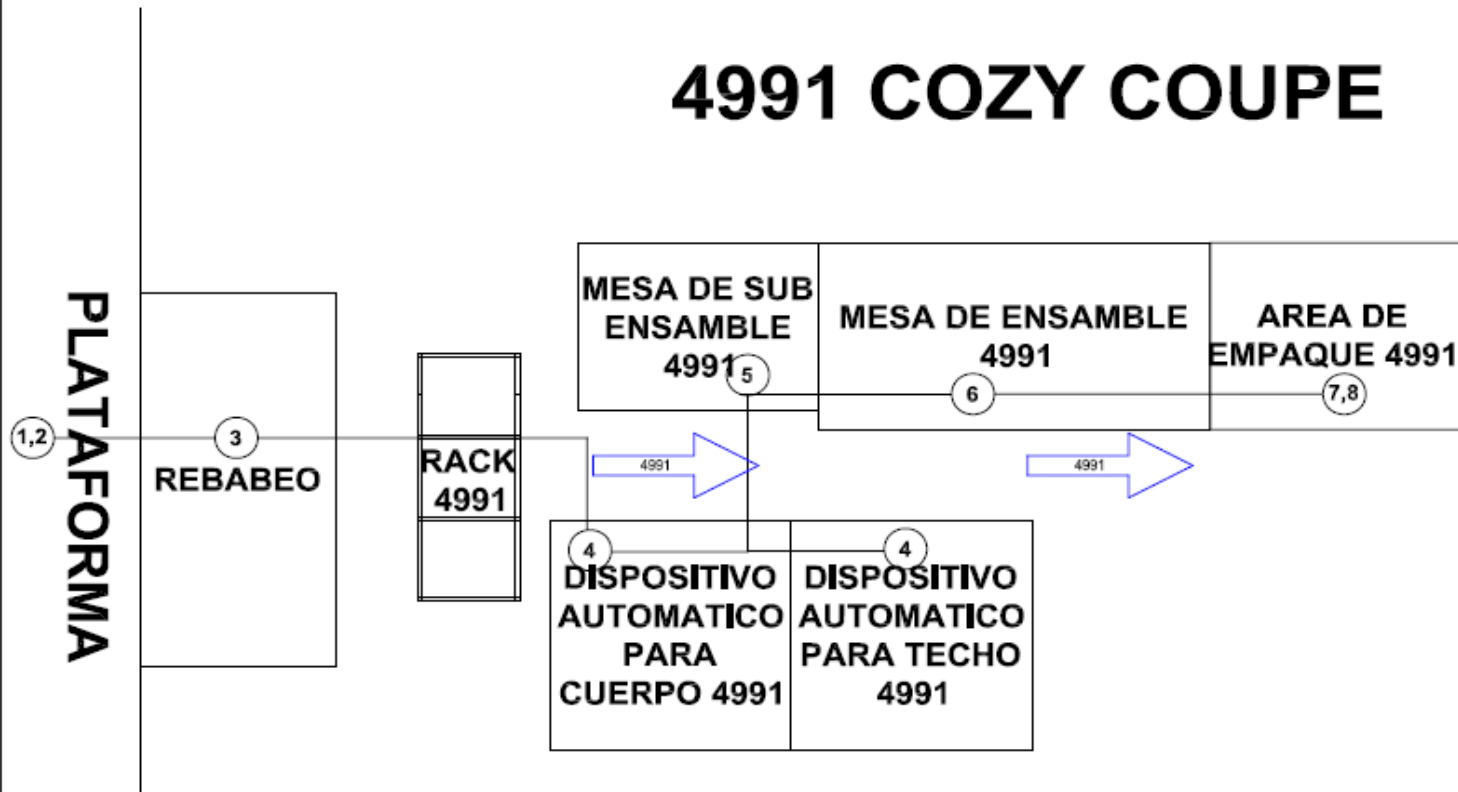 4991 COZY COUPE
PLATAFORMA
1,2
3
REBABEO
RACK
4991
MESA DE SUB
ENSAMBLE
4991
5
MESA DE ENSAMBLE
4991
6
AREA DE
EMPAQUE 4991
7,8
4991
4991
4
DISPOSITIVO
AUTOMATICO
PARA
CUERPO 4991
4
DISPOSITIVO
AUTOMATICO
PARA TECHO
4991